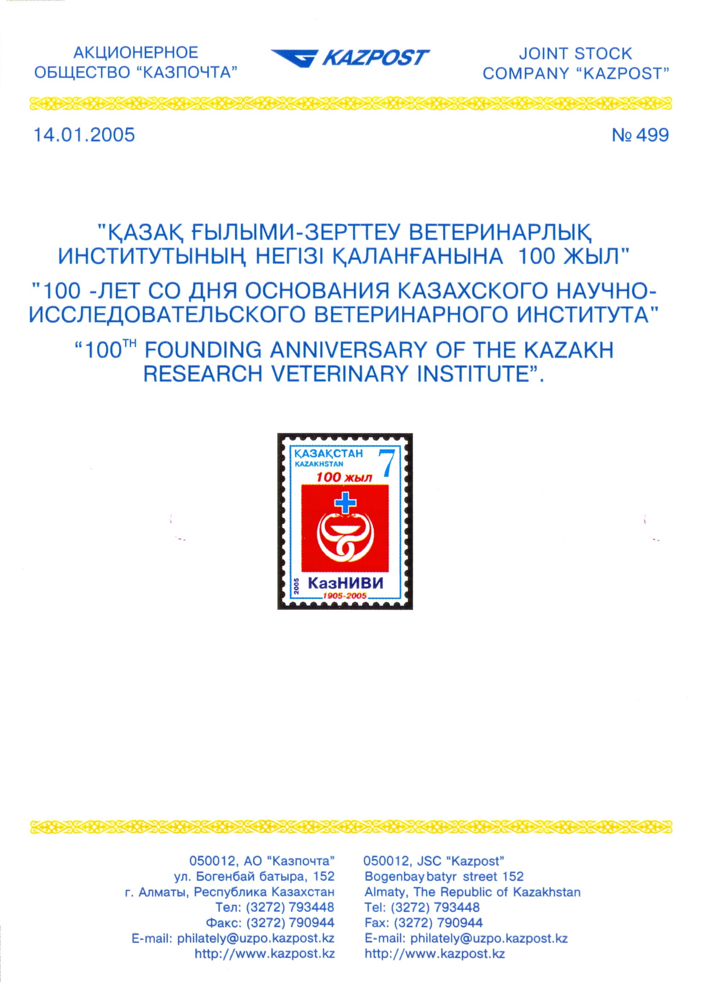 АКЦИОНЕРНОЕ
ОБЩЕСТВО “КАЗПОЧТА”
KAZPOST
JOINT STOCK
COMPANY “KAZPOST”
14.01.2005
№ 499
"ҚАЗАҚ ҒЫЛЫМИ-ЗЕРТТЕУ ВЕТЕРИНАРЛЫҚ
ИНСТИТУТЫНЫҢ НЕГІЗІ ҚАЛАНҒАНЫНА 100 ЖЫЛ"
"100 -ЛЕТ СО ДНЯ ОСНОВАНИЯ КАЗАХСКОГО НАУЧНО-
ИССЛЕДОВАТЕЛЬСКОГО ВЕТЕРИНАРНОГО ИНСТИТУТА"
“100TH FOUNDING ANNIVERSARY OF THE KAZAKH
RESEARCH VETERINARY INSTITUTE”.
ҚАЗАҚСТАН 7
KAZAKHSTAN
100 жыл
2005
КазНИВИ
1905-2005
050012, АО “Казпочта”
ул. Богенбай батыра, 152
г. Алматы, Республика Казахстан
Тел: (3272) 793448
Факс: (3272) 790944
E-mail: philately@uzpo.kazpost.kz
http://www.kazpost.kz
050012, JSC “Kazpost”
Bogenbay batyr street 152
Almaty, The Republic of Kazakhstan
Tel: (3272) 793448
Fax: (3272) 790944
E-mail: philately@uzpo.kazpost.kz
http://www.kazpost.kz